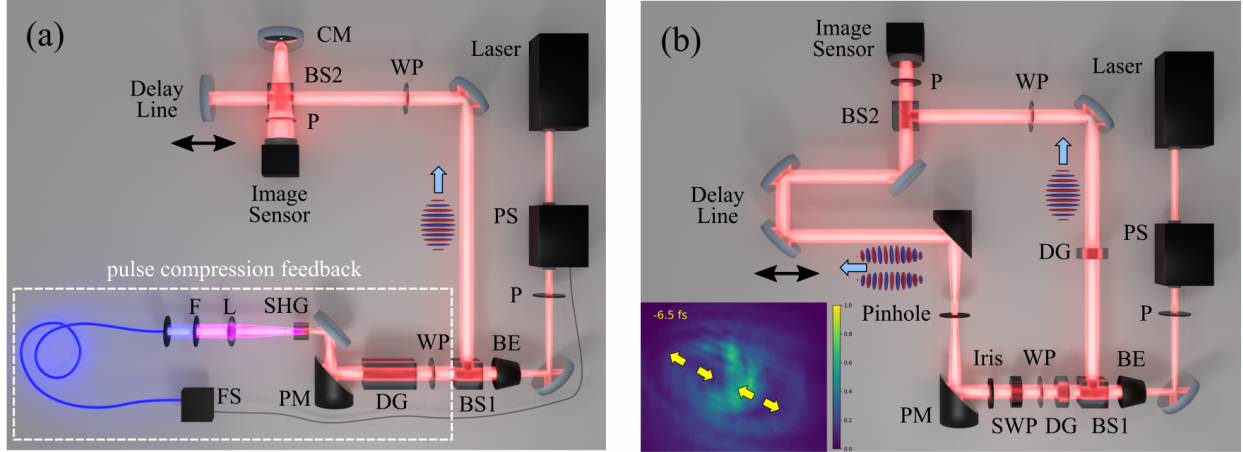 (a)
CM
Laser
BS2
WP
Delay
Line
P
Image
Sensor
PS
pulse compression feedback
P
F
L
SHG
WP
BE
FS
PM
DG
BS1
(b)
Image
Sensor
Laser
P
WP
BS2
Delay
Line
PS
DG
P
Pinhole
-6.5 fs
1.0
0.8
0.6
0.4
0.2
0.0
Iris
WP
BE
PM
SWP
DG
BS1